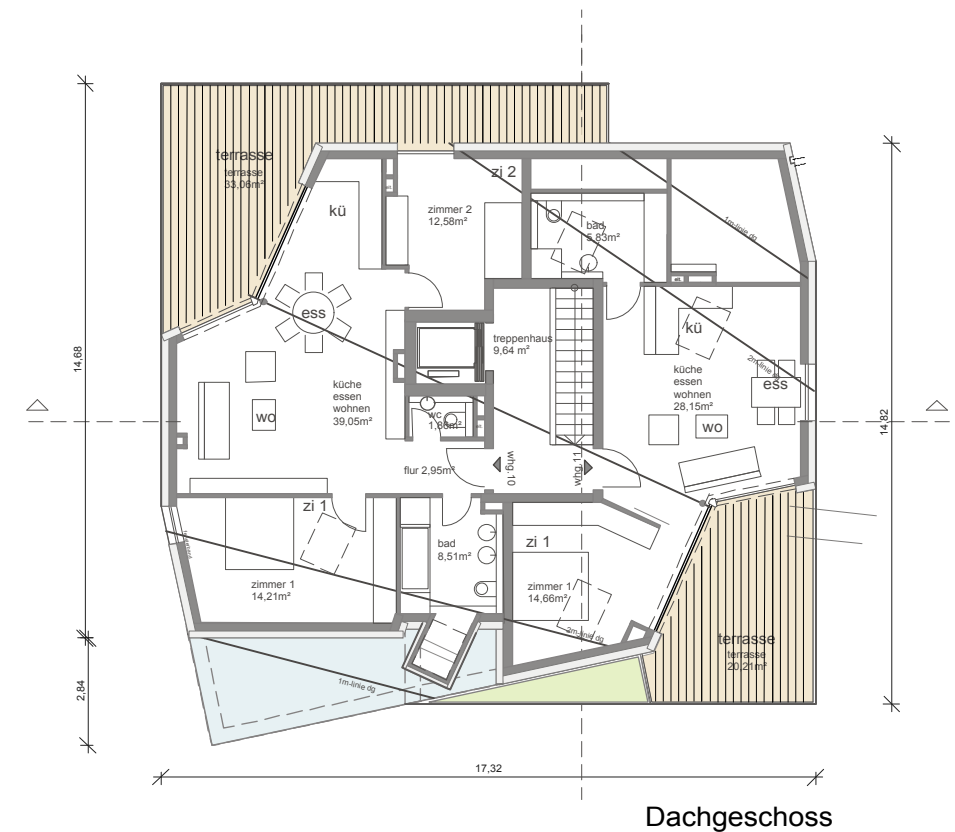 terrasse
terrasse
33,06m²
kü
zi 2
zimmer 2
12,58m²
bad
5,83m²
1m-linie dg
ess
treppenhaus
9,64 m²
kü
2m-linie dg
ess
küche
essen
wohnen
39,05m²
küche
essen
wohnen
28,15m²
wo
wo
wc
1,86m²
flur 2,95m²
whg.10
whg.11
14,68
14,82
zi 1
zimmer 1
14,21m²
bad
8,51m²
zi 1
zimmer 1
14,66m²
2m-linie dg
terrasse
terrasse
20,21m²
1m-linie dg
2,84
17,32
Dachgeschoss